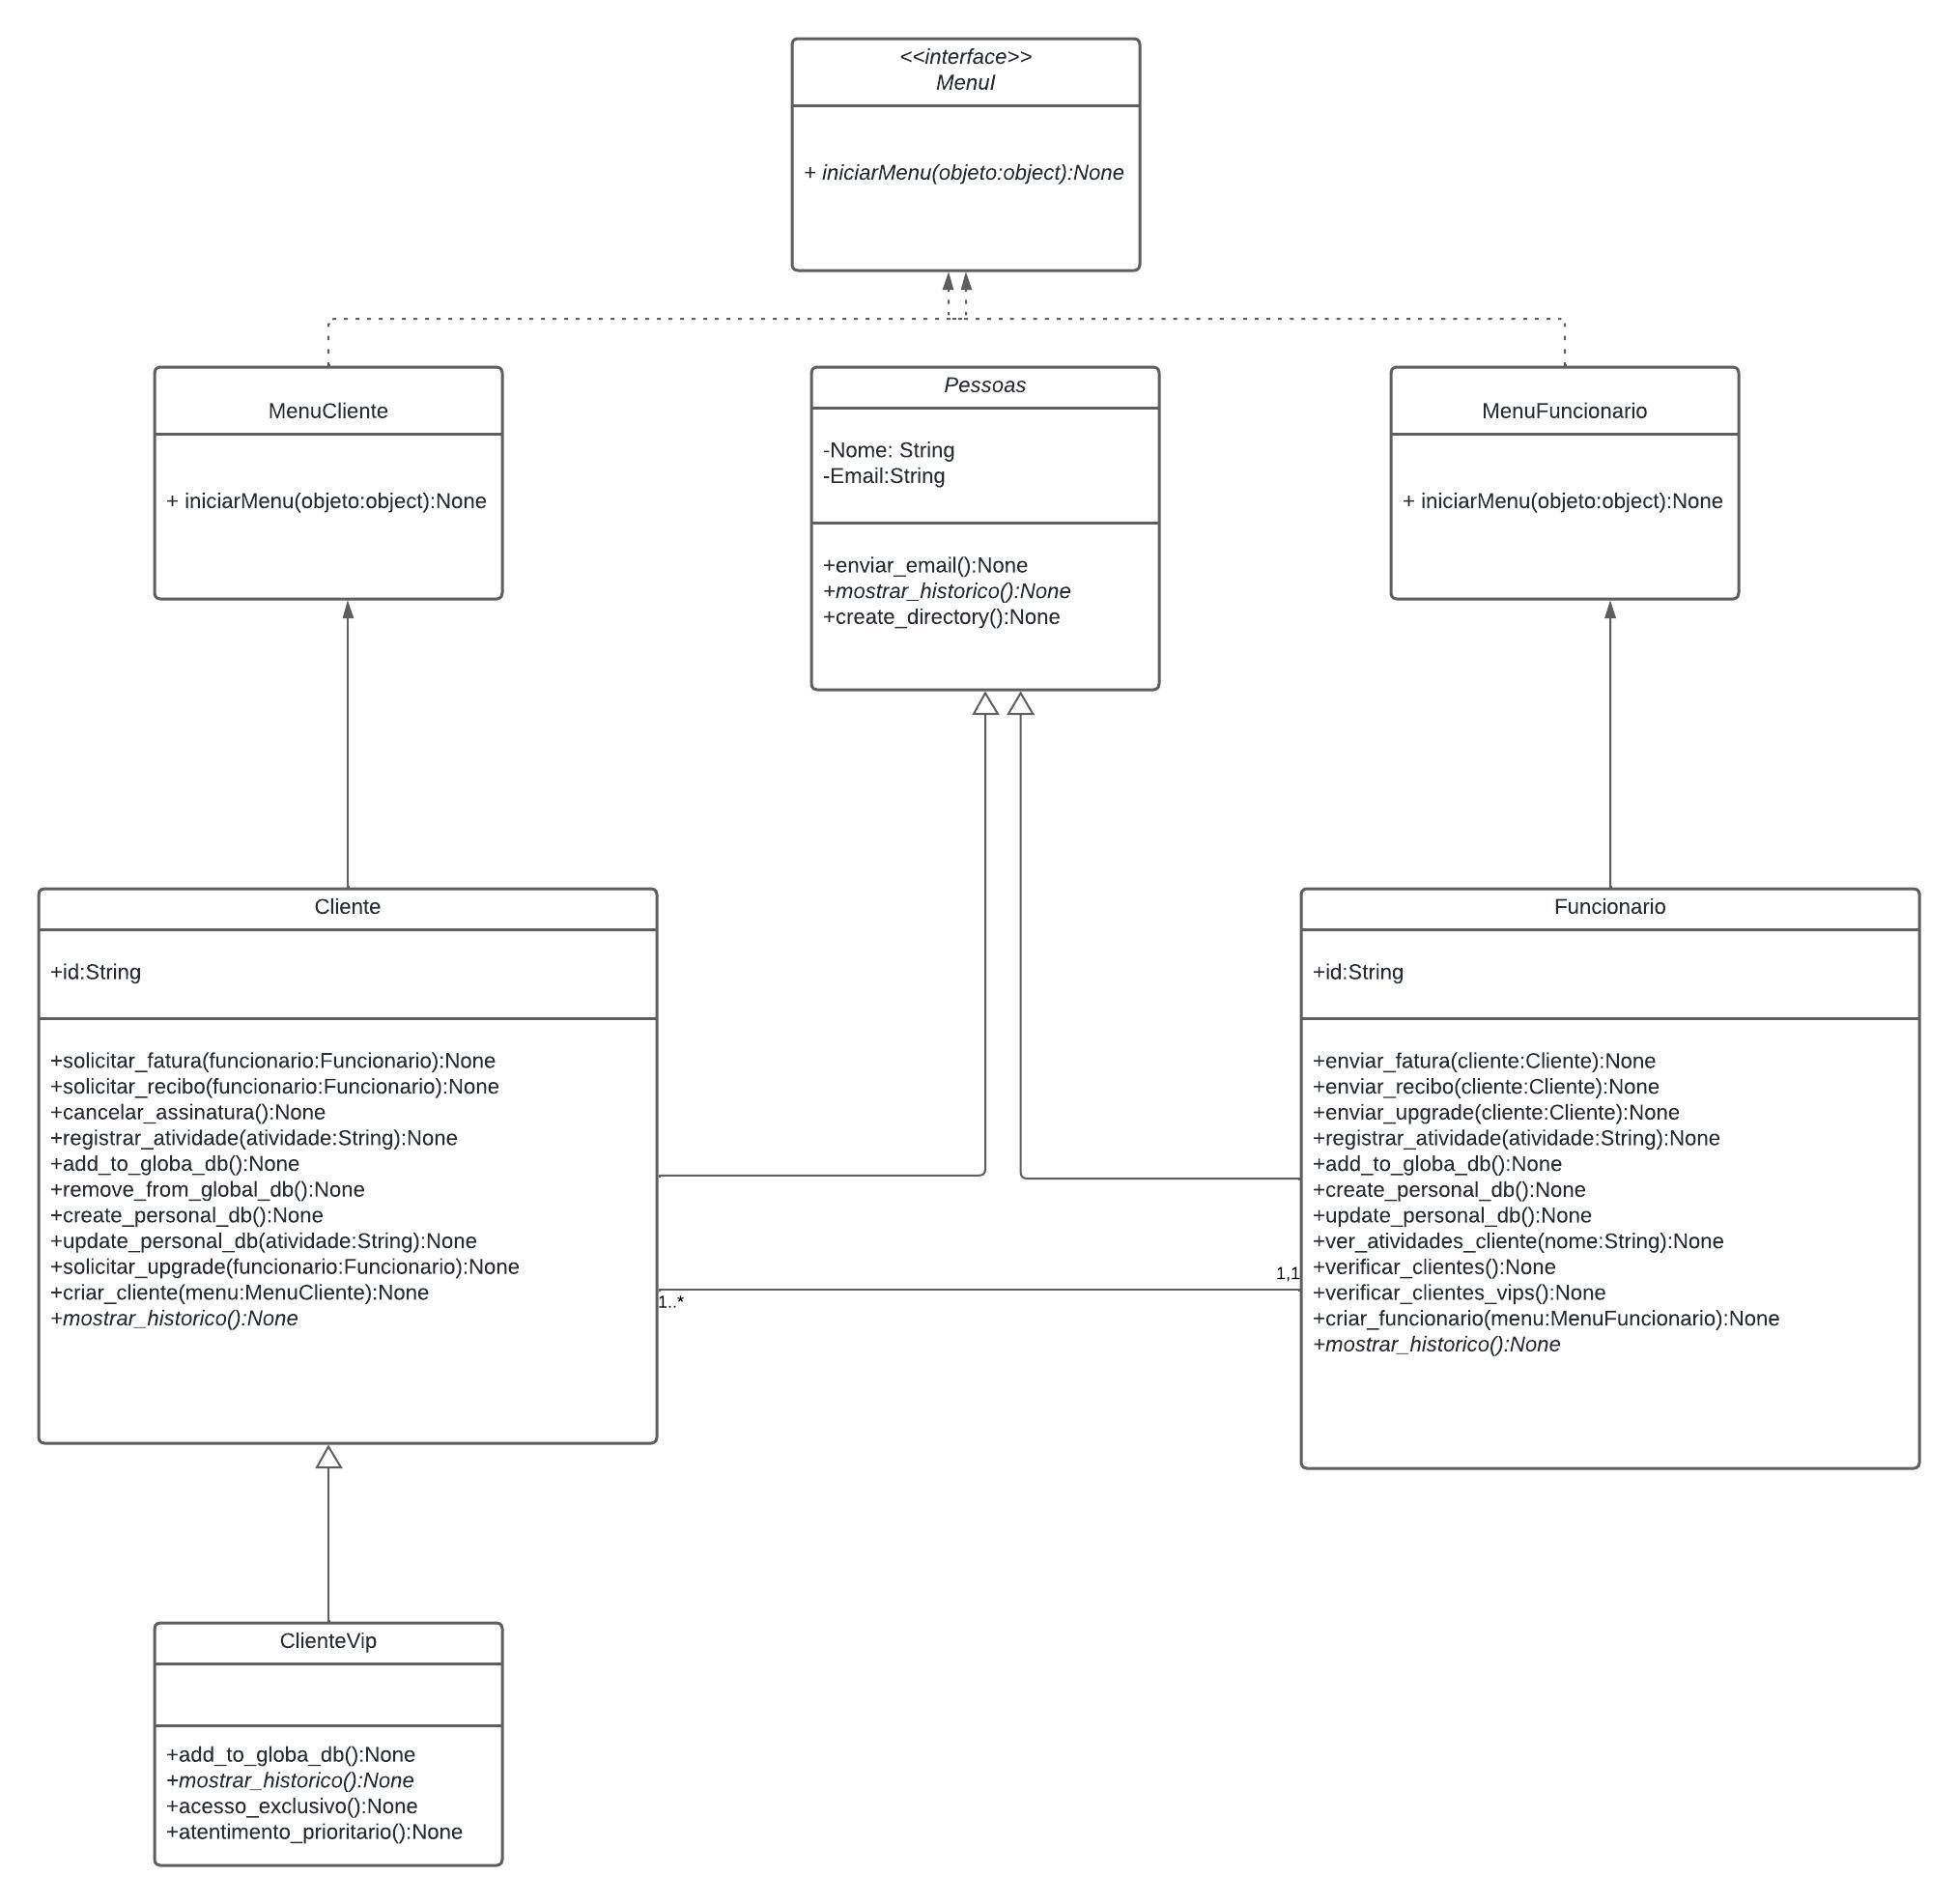 <<interface>>
MenuI
+ iniciarMenu(objeto:object):None
MenuCliente
+ iniciarMenu(objeto:object):None
Pessoas
-Nome: String
-Email:String
+enviar_email():None
+mostrar_historico():None
+create_directory():None
MenuFuncionario
+ iniciarMenu(objeto:object):None
Cliente
+id:String
+solicitar_fatura(funcionario:Funcionario):None
+solicitar_recibo(funcionario:Funcionario):None
+cancelar_assinatura():None
+registrar_atividade(atividade:String):None
+add_to_globa_db():None
+remove_from_global_db():None
+create_personal_db():None
+update_personal_db(atividade:String):None
+solicitar_upgrade(funcionario:Funcionario):None
+criar_cliente(menu:MenuCliente):None
+mostrar_historico():None
1..*
1,1
Funcionario
+id:String
+enviar_fatura(cliente:Cliente):None
+enviar_recibo(cliente:Cliente):None
+enviar_upgrade(cliente:Cliente):None
+registrar_atividade(atividade:String):None
+add_to_globa_db():None
+create_personal_db():None
+update_personal_db():None
+ver_atividades_cliente(nome:String):None
+verificar_clientes():None
+verificar_clientes_vips():None
+criar_funcionario(menu:MenuFuncionario):None
+mostrar_historico():None
ClienteVip
+add_to_globa_db():None
+mostrar_historico():None
+acesso_exclusivo():None
+atentimento_prioritario():None